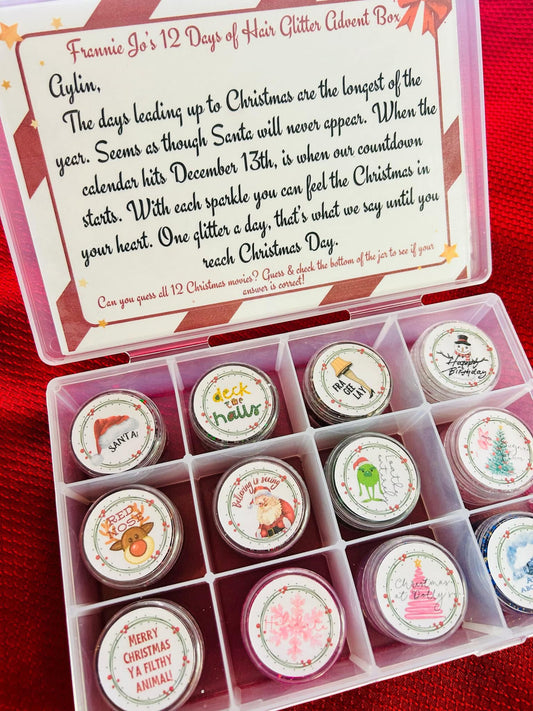 Frannie Jo's 12 Days of Hair Glitter Advent Box
Aylin,
The days leading up to Christmas are the longest of the
year. Seems as though Santa will never appear. When the
calendar hits December 13th, is when our countdown
starts. With each sparkle you can feel the Christmas in
your heart. One glitter a day, that's what we say until you
reach Christmas Day.
Can you guess all 12 Christmas movies? Guess & check the bottom of the jar to see if your
answer is correct!
SANTA!
deck
the
halls
FRA
GEE
LAY
Happy
Birthday
RED
NOSE
Believing is seeing
MERRY
CHRISTMAS
YA FILTHY
ANIMAL!
Christmas
at